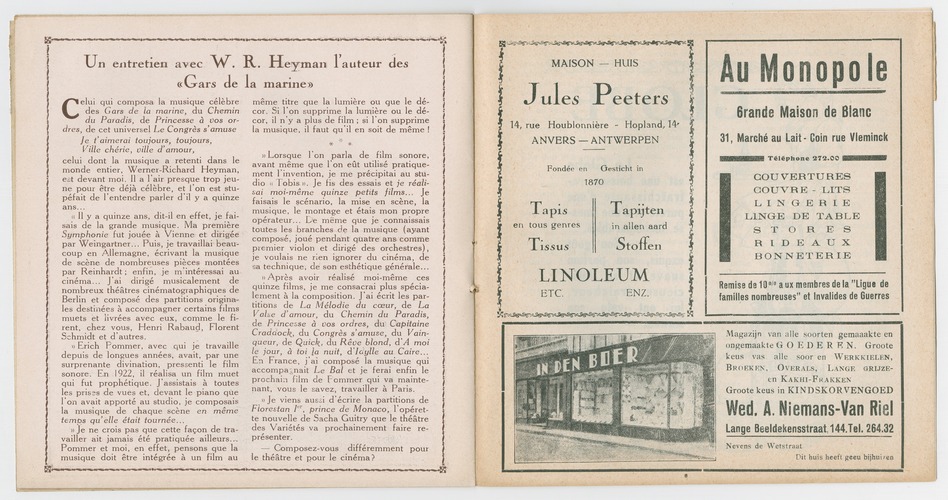 Un entretien avec W. R. Heyman l'auteur des
«Gars de la marine»
Celui qui composa la musique célèbre
des Gars de la marine, du Chemin
du Paradis, de Princesse à vos or-
dres, de cet universel Le Congrès s'amuse
Je t'aimerai toujours, toujours,
Ville chérie, ville d'amour,
celui dont la musique a retenti dans le
monde entier, Werner-Richard Heyman,
est devant moi. Il a l'air presque trop jeu-
ne pour être déjà célèbre, et l'on est stu-
péfait de l'entendre parler d'il y a quinze
ans...
« Il y a quinze ans, dit-il en effet, je fai-
sais de la grande musique. Ma première
Symphonie fut jouée à Vienne et dirigée
par Weingartner... Puis, je travaillai beau-
coup en Allemagne, écrivant la musique
de scène de nombreuses pièces montées
par Reinhardt ; enfin, je m'intéressai au
cinéma... J'ai dirigé musicalement de
nombreux théâtres cinématographiques de
Berlin et composé des partitions origina-
les destinées à accompagner certains films
muets et livrées avec eux, comme le fi-
rent, chez vous, Henri Rabaud, Florent
Schmidt et d'autres.
» Erich Pommer, avec qui je travaille
depuis de longues années, avait, par une
surprenante divination, pressenti le film
sonore. En 1922, il réalisa un film muet
qui fut prophétique. J'assistais à toutes
les prises de vues et, devant le piano que
l'on avait apporté au studio, je composais
la musique de chaque scène en même
temps qu'elle était tournée...
» Je ne crois pas que cette façon de tra-
vailler ait jamais été pratiquée ailleurs...
Pommer et moi, en effet, pensons que la
musique doit être intégrée à un film au
même titre que la lumière ou que le dé-
cor. Si l'on supprime la lumière ou le dé-
cor, il n'y a plus de film ; si l'on supprime
la musique, il faut qu'il en soit de même !
* * *
» Lorsque l'on parla de film sonore,
avant même que l'on eût utilisé pratique-
ment l'invention, je me précipitai au stu-
dio « Tobis ». Je fis des essais et je réali-
sai moi-même quinze petits films... Je
faisais le scénario, la mise en scène, la
musique, le montage et étais mon propre
opérateur... De même que je connaissais
toutes les branches de la musique (ayant
composé, joué pendant quatre ans comme
premier violon et dirigé des orchestres),
je voulais ne rien ignorer du cinéma, de
sa technique, de son esthétique générale...
» Après avoir réalisé moi-même ces
quinze films, je me consacrai plus spécia-
lement à la composition. J'ai écrit les par-
titions de La Mélodie du cœur, de La
Valse d'amour, du Chemin du Paradis,
de Princesse à vos ordres, du Capitaine
Craddock, du Congrès s'amuse, du Vain-
queur, de Quick, du Rêve blond, d'A moi
le jour, à toi la nuit, d'Idylle au Caire...
En France, j'ai composé la musique qui
accompagnait Le Bal et je ferai enfin le
prochain film de Pommer qui va mainte-
nant, vous le savez, travailler à Paris.
» Je viens aussi d'écrire la partitions de
Florestan Ier, prince de Monaco, l'opéret-
te nouvelle de Sacha Guitry que le théâtre
des Variétés va prochainement faire re-
présenter.
— Composez-vous différemment pour
le théâtre et pour le cinéma?
MAISON — HUIS
Jules Peeters
14, rue Houblonnière - Hopland, 14
ANVERS — ANTWERPEN
Fondée en Gesticht in
1870
Tapis Tapijten
en tous genres in allen aard
Tissus Stoffen
LINOLEUM
ETC. ENZ.
Au Monopole
Grande Maison de Blanc
31, Marché au Lait - Coin rue Vleminck
Téléphone 272.00
COUVERTURES
COUVRE - LITS
LINGERIE
LINGE DE TABLE
STORES
RIDEAUX
BONNETERIE
Remise de 10% aux membres de la "Ligue de
familles nombreuses" et Invalides de Guerres
IN DEN BOER
Magazijn van alle soorten gemaaakte en
ongemaakte GOEDEREN. Groote
keus vas alle soor en WERKKIELEN,
BROEKEN, OVERALS, LANGE GRIJZE-
en KAKHI-FRAKKEN
Groote keus in KINDSKORVENGOED
Wed. A. Niemans-Van Riel
Lange Beeldekensstraat, 144, Tel. 264.32
Nevens de Wetstraat
Dit huis heeft geeu bijhuizen